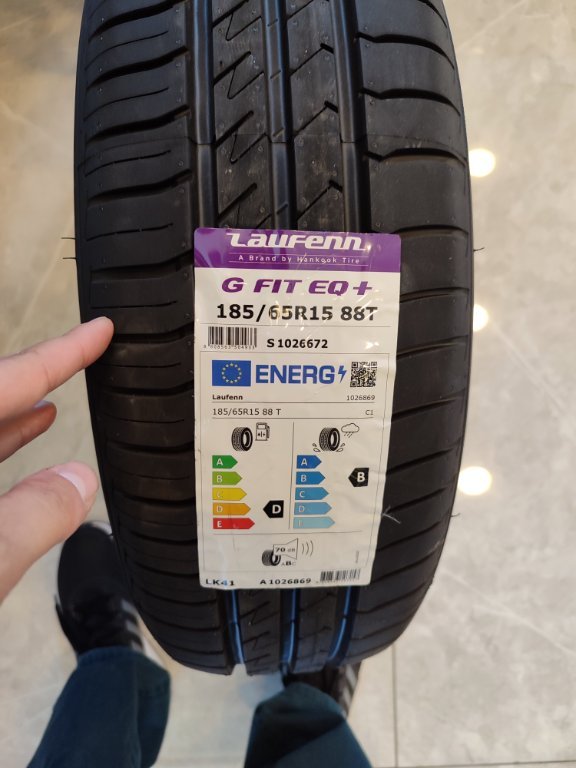 Laufenn
A Brand by Hankook Tire
G FIT EQ+
185/65R15 88T
S 1026672
ENERG
Laufenn 1026869
185/65R15 88 T C1
A A
B B
C C
D D
E E
D B
70 dB
ABC
LK41 A 1026869